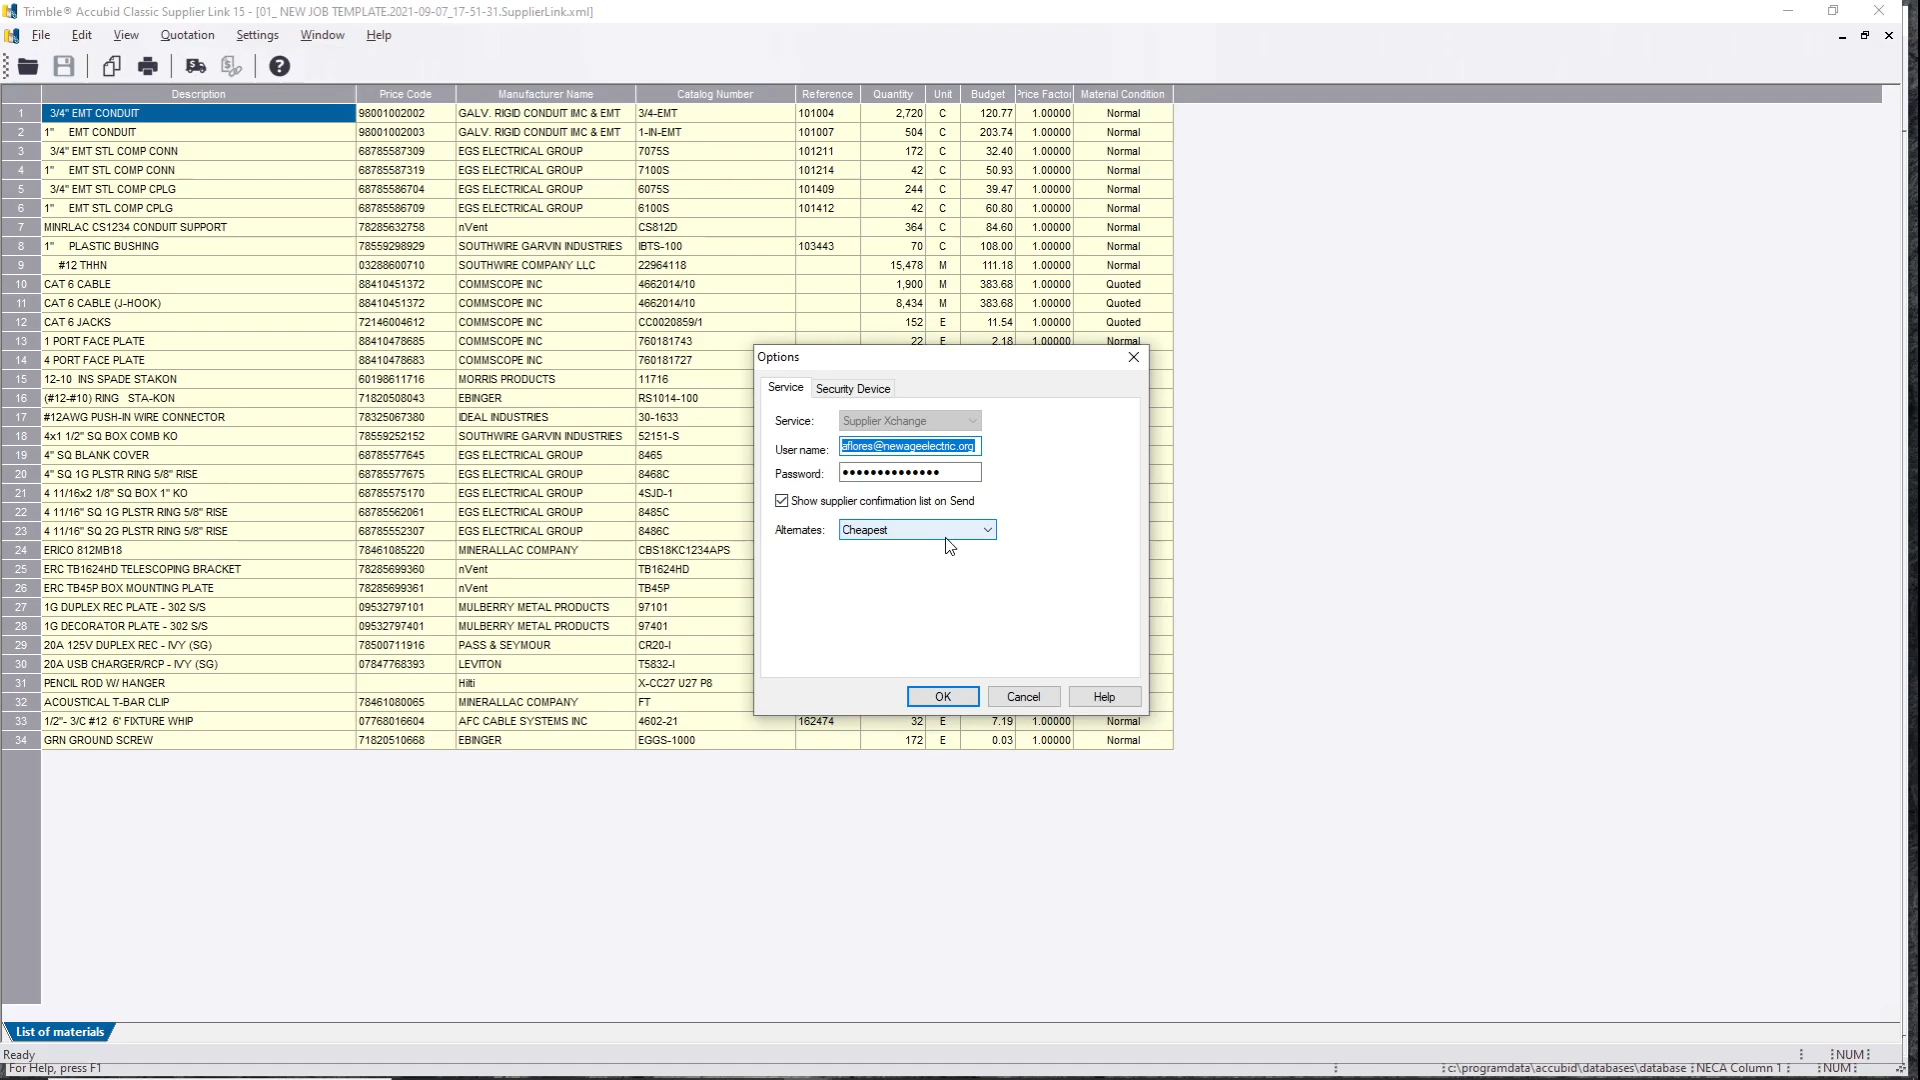 Trimble® Accubid Classic Supplier Link 15 - [01_ NEW JOB TEMPLATE.2021-09-07_17-51-31.SupplierLink.xml]
File Edit View Quotation Settings Window Help
Description Price Code Manufacturer Name Catalog Number Reference Quantity Unit Budget Price Factor Material Condition
1 3/4" EMT CONDUIT 98001002002 GALV. RIGID CONDUIT IMC & EMT 3/4-EMT 101004 2,720 C 120.77 1.00000 Normal
2 1" EMT CONDUIT 98001002003 GALV. RIGID CONDUIT IMC & EMT 1-IN-EMT 101007 504 C 203.74 1.00000 Normal
3 3/4" EMT STL COMP CONN 68785587309 EGS ELECTRICAL GROUP 7075S 101211 172 C 32.40 1.00000 Normal
4 1" EMT STL COMP CONN 68785587319 EGS ELECTRICAL GROUP 7100S 101214 42 C 50.93 1.00000 Normal
5 3/4" EMT STL COMP CPLG 68785586704 EGS ELECTRICAL GROUP 6075S 101409 244 C 39.47 1.00000 Normal
6 1" EMT STL COMP CPLG 68785586709 EGS ELECTRICAL GROUP 6100S 101412 42 C 60.80 1.00000 Normal
7 MINRLAC CS1234 CONDUIT SUPPORT 78285632758 nVent CS812D 364 C 84.60 1.00000 Normal
8 1" PLASTIC BUSHING 78559298929 SOUTHWIRE GARVIN INDUSTRIES IBTS-100 103443 70 C 108.00 1.00000 Normal
9 #12 THHN 03288600710 SOUTHWIRE COMPANY LLC 22964118 15,478 M 111.18 1.00000 Normal
10 CAT 6 CABLE 88410451372 COMMSCOPE INC 4662014/10 1,900 M 383.68 1.00000 Quoted
11 CAT 6 CABLE (J-HOOK) 88410451372 COMMSCOPE INC 4662014/10 8,434 M 383.68 1.00000 Quoted
12 CAT 6 JACKS 72146004612 COMMSCOPE INC CC0020859/1 152 E 11.54 1.00000 Quoted
13 1 PORT FACE PLATE 88410478685 COMMSCOPE INC 760181743 22 E 2.18 1.00000 Normal
14 4 PORT FACE PLATE 88410478683 COMMSCOPE INC 760181727
15 12-10 INS SPADE STAKON 60198611716 MORRIS PRODUCTS 11716
16 (#12-#10) RING STA-KON 71820508043 EBINGER RS1014-100
17 #12AWG PUSH-IN WIRE CONNECTOR 78325067380 IDEAL INDUSTRIES 30-1633
18 4x1 1/2" SQ BOX COMB KO 78559252152 SOUTHWIRE GARVIN INDUSTRIES 52151-S
19 4" SQ BLANK COVER 68785577645 EGS ELECTRICAL GROUP 8465
20 4" SQ 1G PLSTR RING 5/8" RISE 68785577675 EGS ELECTRICAL GROUP 8468C
21 4 11/16x2 1/8" SQ BOX 1" KO 68785575170 EGS ELECTRICAL GROUP 4SJD-1
22 4 11/16" SQ 1G PLSTR RING 5/8" RISE 68785562061 EGS ELECTRICAL GROUP 8485C
23 4 11/16" SQ 2G PLSTR RING 5/8" RISE 68785552307 EGS ELECTRICAL GROUP 8486C
24 ERICO 812MB18 78461085220 MINERALLAC COMPANY CBS18KC1234APS
25 ERC TB1624HD TELESCOPING BRACKET 78285699360 nVent TB1624HD
26 ERC TB45P BOX MOUNTING PLATE 78285699361 nVent TB45P
27 1G DUPLEX REC PLATE - 302 S/S 09532797101 MULBERRY METAL PRODUCTS 97101
28 1G DECORATOR PLATE - 302 S/S 09532797401 MULBERRY METAL PRODUCTS 97401
29 20A 125V DUPLEX REC - IVY (SG) 78500711916 PASS & SEYMOUR CR20-I
30 20A USB CHARGER/RCP - IVY (SG) 07847768393 LEVITON T5832-I
31 PENCIL ROD W/ HANGER Hilti X-CC27 U27 P8
32 ACOUSTICAL T-BAR CLIP 78461080065 MINERALLAC COMPANY FT
33 1/2"- 3/C #12 6' FIXTURE WHIP 07768016604 AFC CABLE SYSTEMS INC 4602-21 162474 32 E 7.19 1.00000 Normal
34 GRN GROUND SCREW 71820510668 EBINGER EGGS-1000 172 E 0.03 1.00000 Normal
Options
Service Security Device
Service: Supplier Xchange
User name: aflores@newageelectric.org
Password: ••••••••••••••
Show supplier confirmation list on Send
Alternates: Cheapest
OK Cancel Help
List of materials
Ready NUM
For Help, press F1 c:\programdata\accubid\databases\database NECA Column 1 NUM